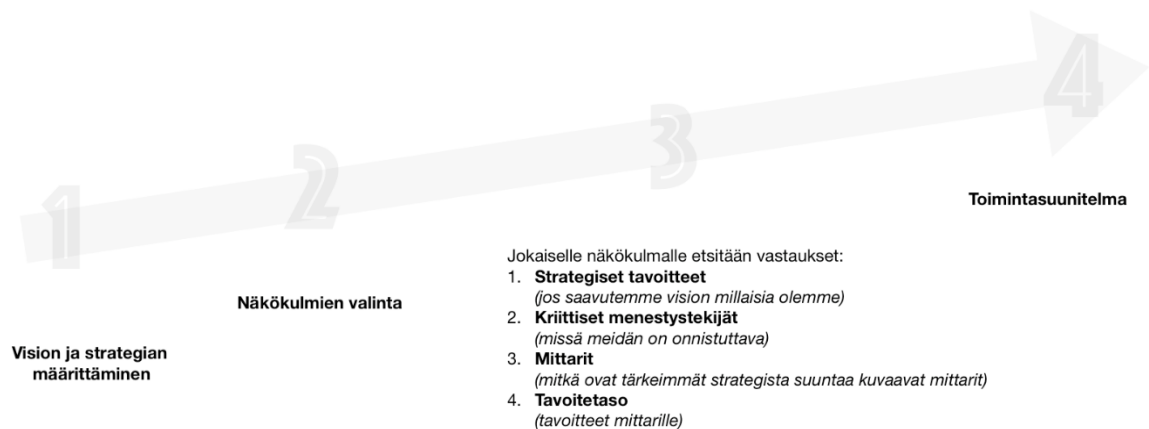 1
2
3
4
Toimintasuunitelma
Jokaiselle näkökulmalle etsitään vastaukset:
1. Strategiset tavoitteet
(jos saavutemme vision millaisia olemme)
2. Kriittiset menestystekijät
(missä meidän on onnistuttava)
3. Mittarit
(mitkä ovat tärkeimmät strategista suuntaa kuvaavat mittarit)
4. Tavoitetaso
(tavoitteet mittarille)
Näkökulmien valinta
Vision ja strategian
määrittäminen